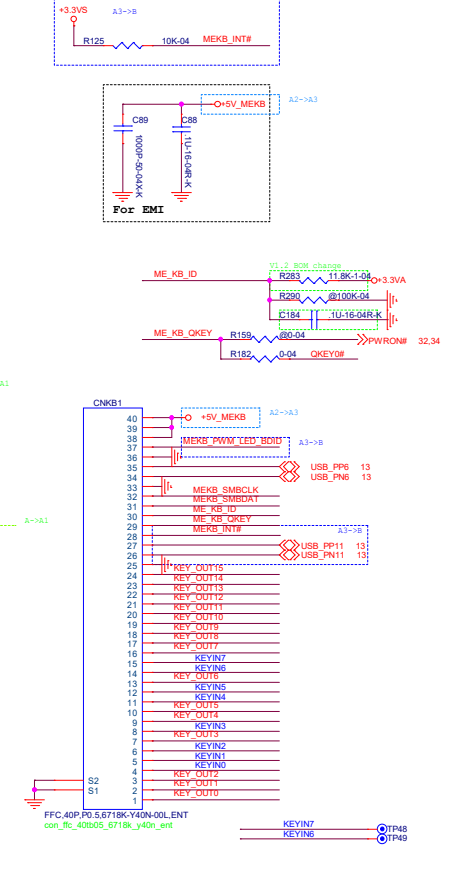 +3.3VS
A3->B
R125 10K-04 MEKB_INT#
+5V_MEKB A2->A3
C89 C88
1000P-50-04X-K .1U-16-04R-K
For EMI
V1.2 BOM change
ME_KB_ID R283 11.8K-1-04 +3.3VA
R290 @100K-04
C184 .1U-16-04R-K
ME_KB_QKEY R159 @0-04 PWRON# 32,34
R182 0-04 QKEY0#
A1
CNKB1
40 +5V_MEKB A2->A3
39
38
37 MEKB_PWM_LED_BDID A3->B
36
35 USB_PP6 13
34 USB_PN6 13
33
32 MEKB_SMBCLK
31 MEKB_SMBDAT
30 ME_KB_ID
A->A1
29 ME_KB_QKEY
28 MEKB_INT# A3->B
27 USB_PP11 13
26 USB_PN11 13
25
24 KEY_OUT15
23 KEY_OUT14
22 KEY_OUT13
21 KEY_OUT12
20 KEY_OUT11
19 KEY_OUT10
18 KEY_OUT9
17 KEY_OUT8
16 KEY_OUT7
15 KEYIN7
14 KEYIN6
13 KEY_OUT6
12 KEYIN5
11 KEYIN4
10 KEY_OUT5
9 KEY_OUT4
8 KEYIN3
7 KEY_OUT3
6 KEYIN2
5 KEYIN1
4 KEYIN0
S2 3 KEY_OUT2
S1 2 KEY_OUT1
1 KEY_OUT0
FFC,40P,P0.5,6718K-Y40N-00L,ENT
con_ffc_40tb05_6718k_y40n_ent
KEYIN7 TP48
KEYIN6 TP49